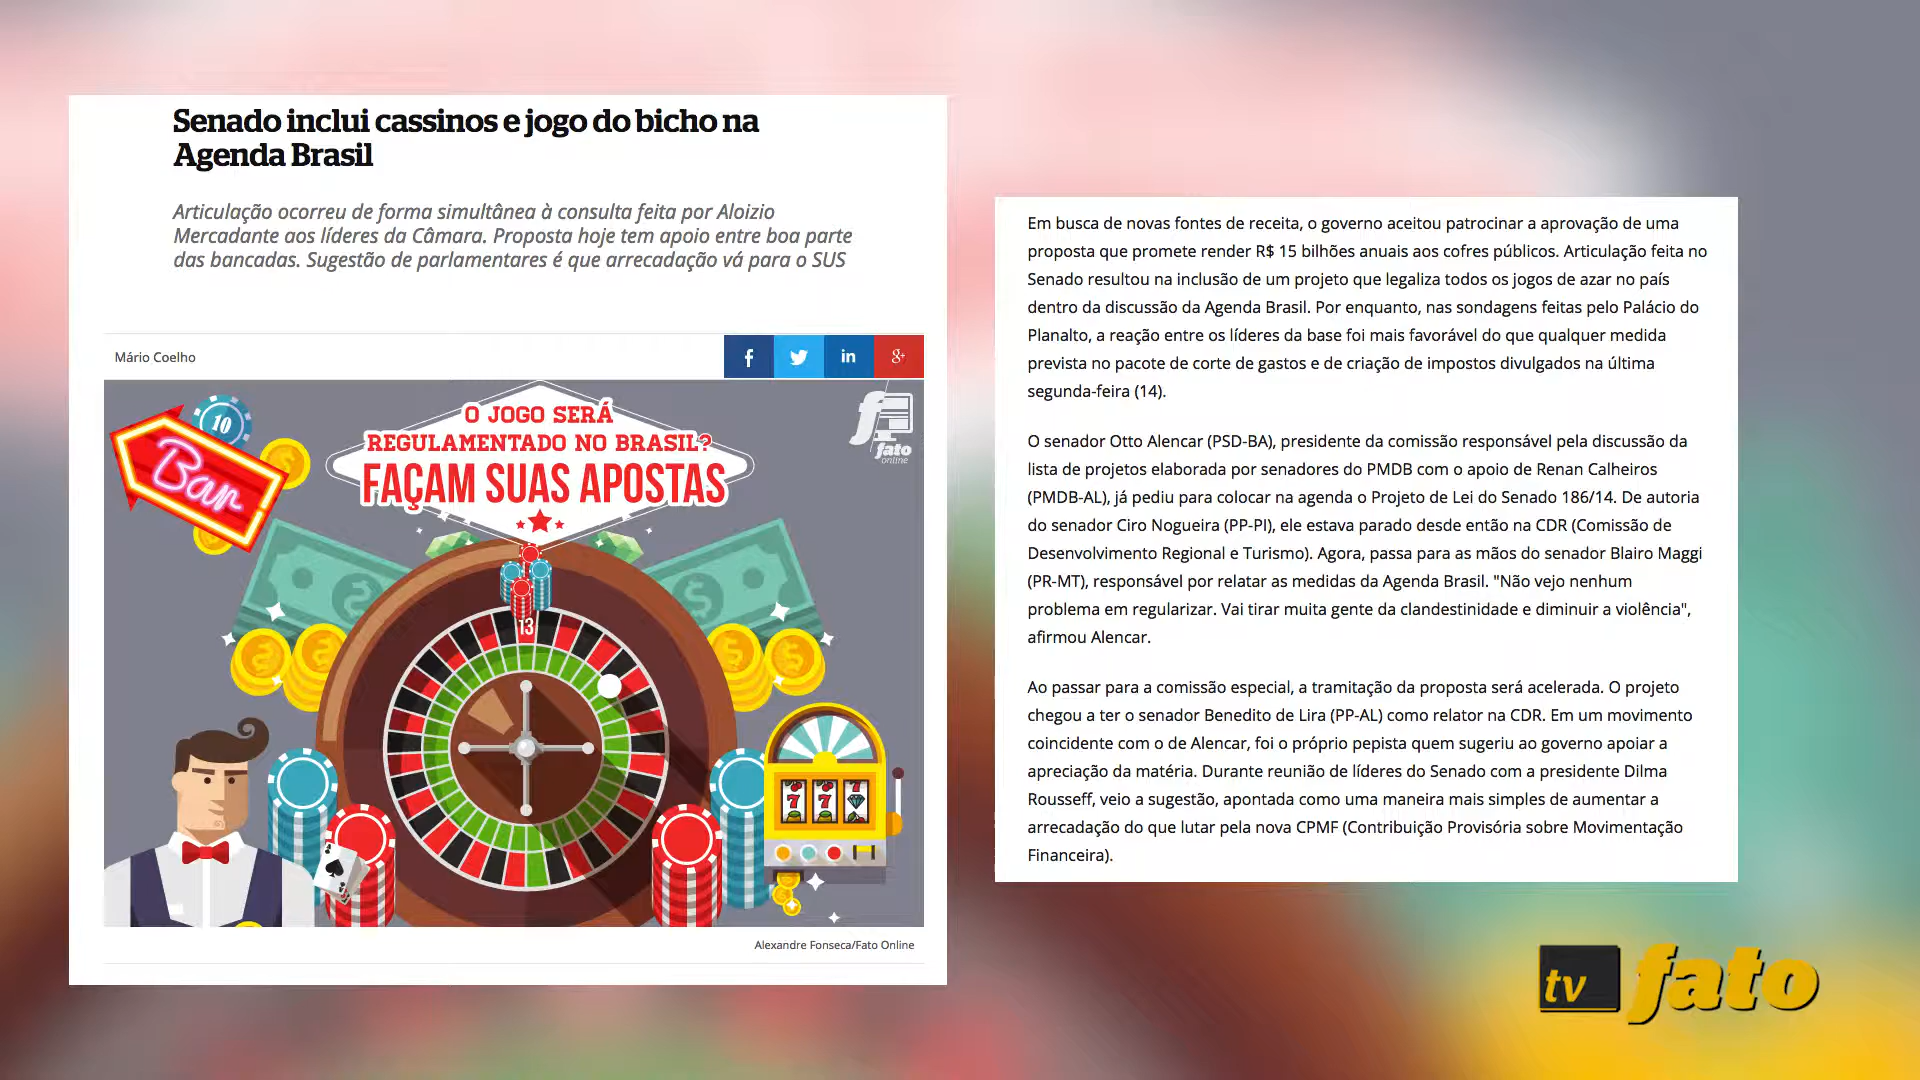 Senado inclui cassinos e jogo do bicho na
Agenda Brasil
Articulação ocorreu de forma simultânea à consulta feita por Aloizio
Mercadante aos líderes da Câmara. Proposta hoje tem apoio entre boa parte
das bancadas. Sugestão de parlamentares é que arrecadação vá para o SUS
Mário Coelho
f
in
g+
O JOGO SERÁ
REGULAMENTADO NO BRASIL?
FAÇAM SUAS APOSTAS
10
Bar
f
fato
online
13
7 7 7
Alexandre Fonseca/Fato Online
Em busca de novas fontes de receita, o governo aceitou patrocinar a aprovação de uma
proposta que promete render R$ 15 bilhões anuais aos cofres públicos. Articulação feita no
Senado resultou na inclusão de um projeto que legaliza todos os jogos de azar no país
dentro da discussão da Agenda Brasil. Por enquanto, nas sondagens feitas pelo Palácio do
Planalto, a reação entre os líderes da base foi mais favorável do que qualquer medida
prevista no pacote de corte de gastos e de criação de impostos divulgados na última
segunda-feira (14).
O senador Otto Alencar (PSD-BA), presidente da comissão responsável pela discussão da
lista de projetos elaborada por senadores do PMDB com o apoio de Renan Calheiros
(PMDB-AL), já pediu para colocar na agenda o Projeto de Lei do Senado 186/14. De autoria
do senador Ciro Nogueira (PP-PI), ele estava parado desde então na CDR (Comissão de
Desenvolvimento Regional e Turismo). Agora, passa para as mãos do senador Blairo Maggi
(PR-MT), responsável por relatar as medidas da Agenda Brasil. "Não vejo nenhum
problema em regularizar. Vai tirar muita gente da clandestinidade e diminuir a violência",
afirmou Alencar.
Ao passar para a comissão especial, a tramitação da proposta será acelerada. O projeto
chegou a ter o senador Benedito de Lira (PP-AL) como relator na CDR. Em um movimento
coincidente com o de Alencar, foi o próprio pepista quem sugeriu ao governo apoiar a
apreciação da matéria. Durante reunião de líderes do Senado com a presidente Dilma
Rousseff, veio a sugestão, apontada como uma maneira mais simples de aumentar a
arrecadação do que lutar pela nova CPMF (Contribuição Provisória sobre Movimentação
Financeira).
tv fato